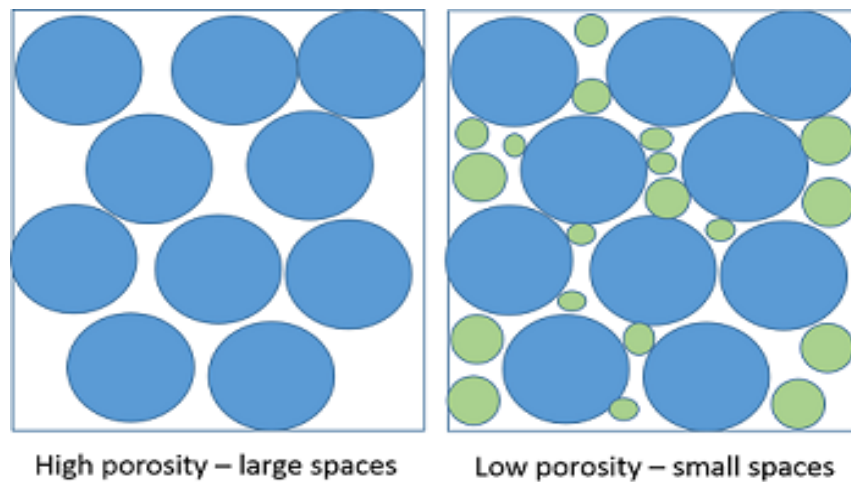 High porosity – large spaces
Low porosity – small spaces